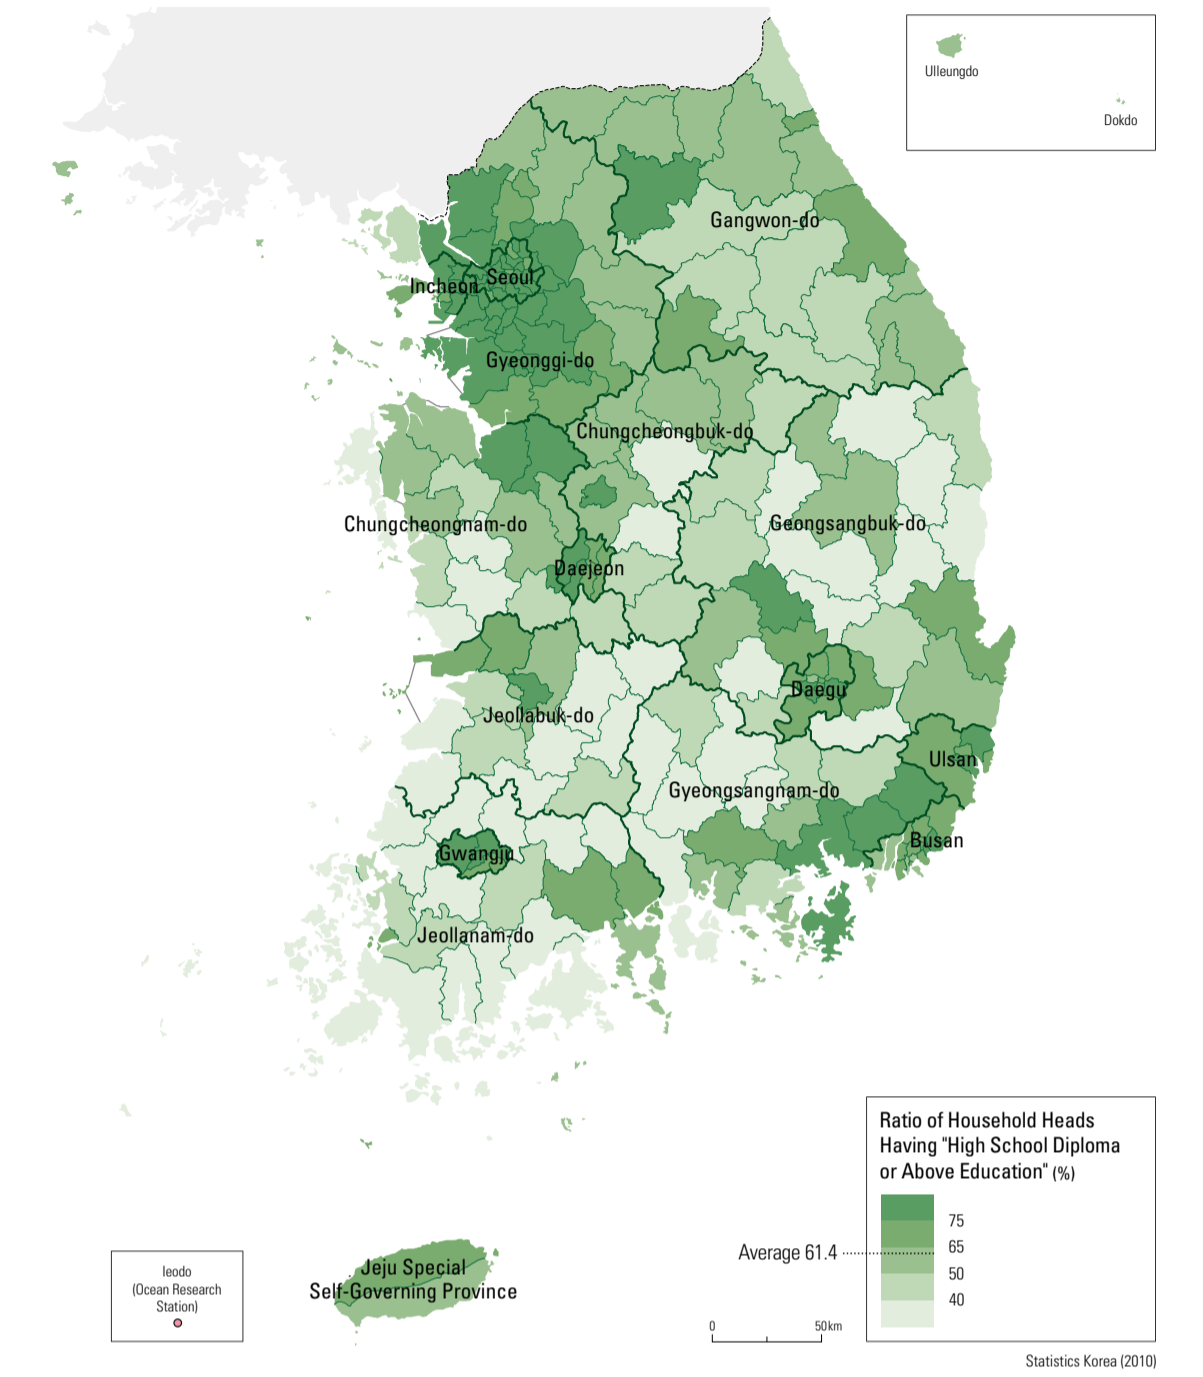 Ulleungdo
Dokdo
Gangwon-do
Seoul
Incheon
Gyeonggi-do
Chungcheongbuk-do
Chungcheongnam-do
Geongsangbuk-do
Daejeon
Daegu
Jeollabuk-do
Ulsan
Gyeongsangnam-do
Busan
Gwangju
Jeollanam-do
Ratio of Household Heads
Having "High School Diploma
or Above Education" (%)
75
65
Average 61.4
50
40
Jeju Special
Self-Governing Province
Ieodo
(Ocean Research
Station)
0 50km
Statistics Korea (2010)